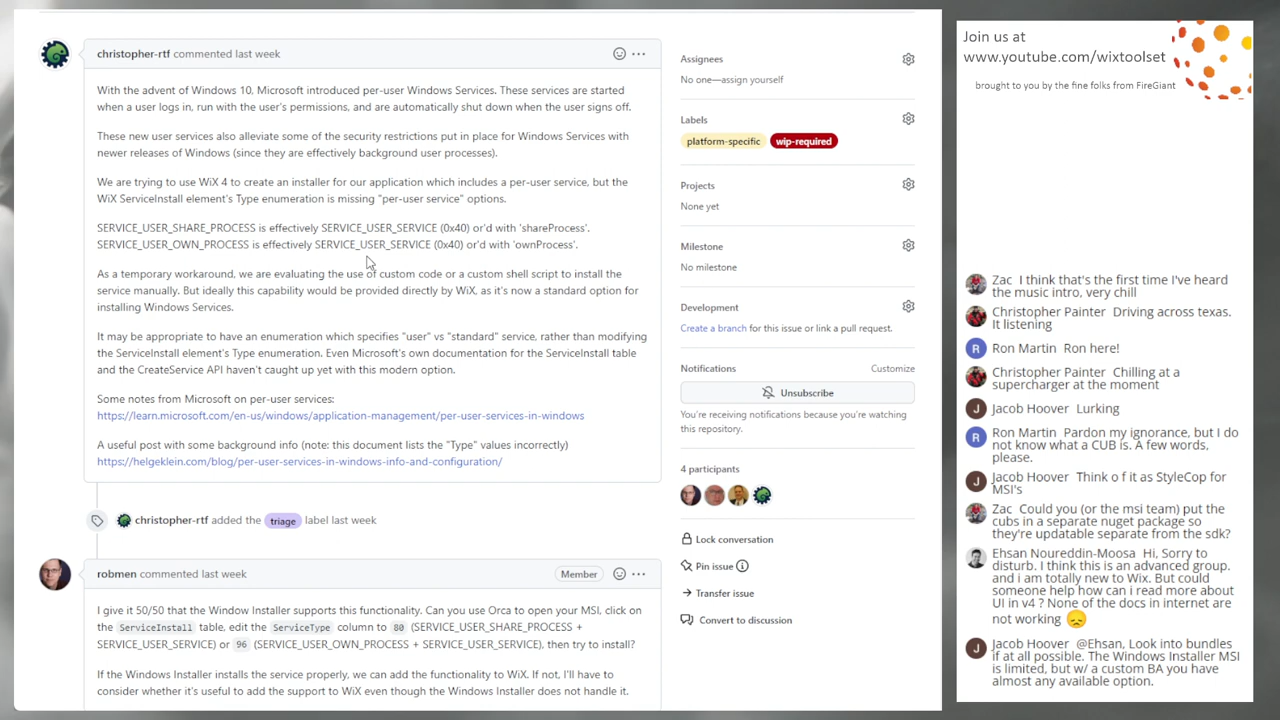 christopher-rtf commented last week
With the advent of Windows 10, Microsoft introduced per-user Windows Services. These services are started
when a user logs in, run with the user's permissions, and are automatically shut down when the user signs off.
These new user services also alleviate some of the security restrictions put in place for Windows Services with
newer releases of Windows (since they are effectively background user processes).
We are trying to use WiX 4 to create an installer for our application which includes a per-user service, but the
WiX ServiceInstall element's Type enumeration is missing "per-user service" options.
SERVICE_USER_SHARE_PROCESS is effectively SERVICE_USER_SERVICE (0x40) or'd with 'shareProcess'.
SERVICE_USER_OWN_PROCESS is effectively SERVICE_USER_SERVICE (0x40) or'd with 'ownProcess'.
As a temporary workaround, we are evaluating the use of custom code or a custom shell script to install the
service manually. But ideally this capability would be provided directly by WiX, as it's now a standard option for
installing Windows Services.
It may be appropriate to have an enumeration which specifies "user" vs "standard" service, rather than modifying
the ServiceInstall element's Type enumeration. Even Microsoft's own documentation for the ServiceInstall table
and the CreateService API haven't caught up yet with this modern option.
Some notes from Microsoft on per-user services:
https://learn.microsoft.com/en-us/windows/application-management/per-user-services-in-windows
A useful post with some background info (note: this document lists the "Type" values incorrectly)
https://helgeklein.com/blog/per-user-services-in-windows-info-and-configuration/
christopher-rtf added the triage label last week
robmen commented last week
Member
I give it 50/50 that the Window Installer supports this functionality. Can you use Orca to open your MSI, click on
the ServiceInstall table, edit the ServiceType column to 80 (SERVICE_USER_SHARE_PROCESS +
SERVICE_USER_SERVICE) or 96 (SERVICE_USER_OWN_PROCESS + SERVICE_USER_SERVICE), then try to install?
If the Windows Installer installs the service properly, we can add the functionality to WiX. If not, I'll have to
consider whether it's useful to add the support to WiX even though the Windows Installer does not handle it.
Assignees
No one—assign yourself
Labels
platform-specific
wip-required
Projects
None yet
Milestone
No milestone
Development
Create a branch for this issue or link a pull request.
Notifications
Customize
Unsubscribe
You're receiving notifications because you're watching
this repository.
4 participants
Lock conversation
Pin issue
Transfer issue
Convert to discussion
Join us at
www.youtube.com/wixtoolset
brought to you by the fine folks from FireGiant
Zac I think that's the first time I've heard
the music intro, very chill
Christopher Painter Driving across texas.
It listening
Ron Martin Ron here!
Christopher Painter Chilling at a
supercharger at the moment
Jacob Hoover Lurking
Ron Martin Pardon my ignorance, but I do
not know what a CUB is. A few words,
please.
Jacob Hoover Think o f it as StyleCop for
MSI's
Zac Could you (or the msi team) put the
cubs in a separate nuget package so
they're updatable separate from the sdk?
Ehsan Noureddin-Moosa Hi, Sorry to
disturb. I think this is an advanced group.
and i am totally new to Wix. But could
someone help how can i read more about
UI in v4 ? None of the docs in internet are
not working 😞
Jacob Hoover @Ehsan, Look into bundles
if at all possible. The Windows Installer MSI
is limited, but w/ a custom BA you have
almost any available option.